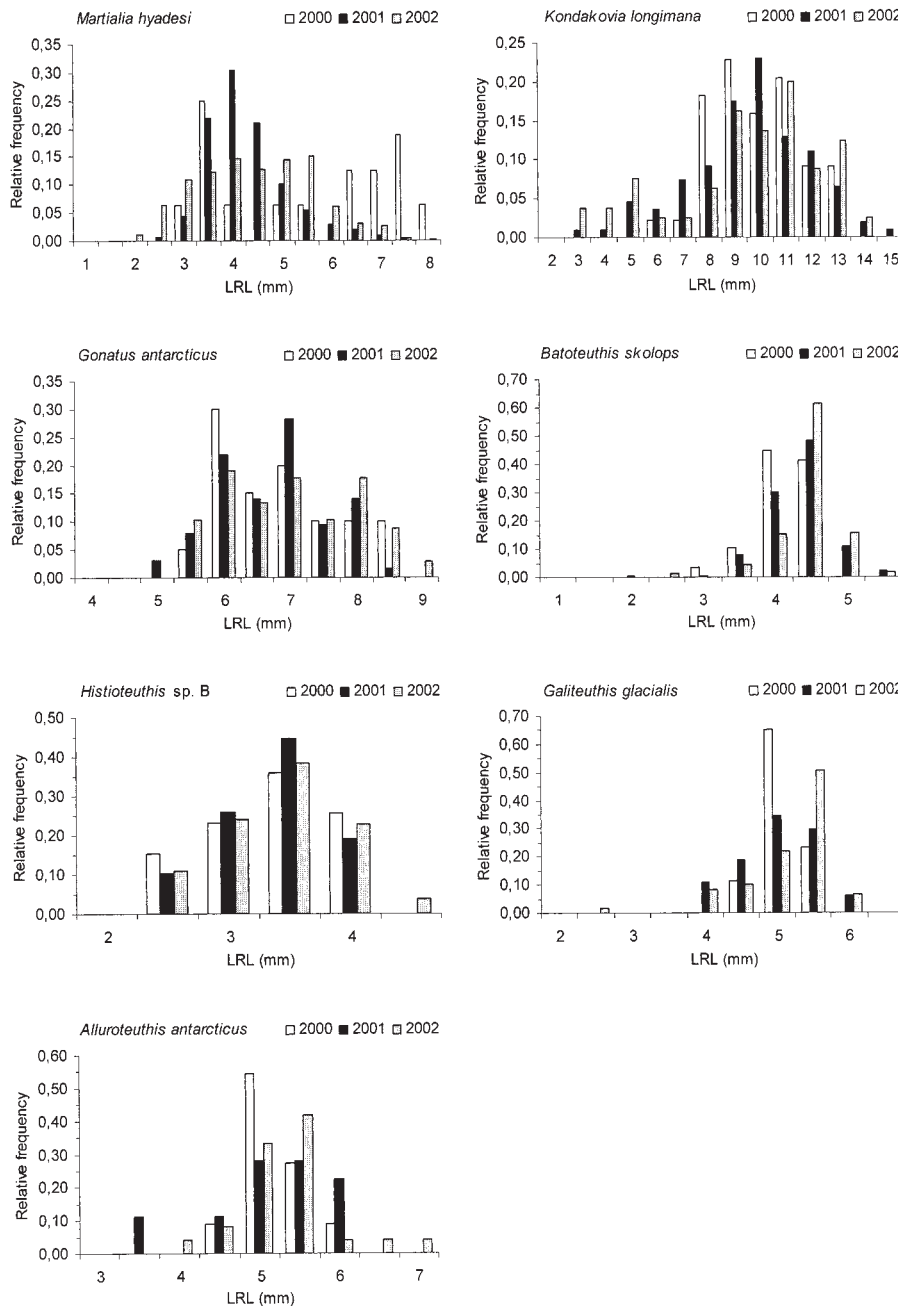 Martialia hyadesi 2000 2001 2002
0,35
0,30
0,25
0,20
0,15
0,10
0,05
0,00
Relative frequency
1 2 3 4 5 6 7 8
LRL (mm)
Kondakovia longimana 2000 2001 2002
0,25
0,20
0,15
0,10
0,05
0,00
Relative frequency
2 3 4 5 6 7 8 9 10 11 12 13 14 15
LRL (mm)
Gonatus antarcticus 2000 2001 2002
0,35
0,30
0,25
0,20
0,15
0,10
0,05
0,00
Relative frequency
4 5 6 7 8 9
LRL (mm)
Batoteuthis skolops 2000 2001 2002
0,70
0,60
0,50
0,40
0,30
0,20
0,10
0,00
Relative frequency
1 2 3 4 5
LRL (mm)
Histioteuthis sp. B 2000 2001 2002
0,50
0,40
0,30
0,20
0,10
0,00
Relative frequency
2 3 4
LRL (mm)
Galiteuthis glacialis 2000 2001 2002
0,70
0,60
0,50
0,40
0,30
0,20
0,10
0,00
Relative frequency
2 3 4 5 6
LRL (mm)
Alluroteuthis antarcticus 2000 2001 2002
0,60
0,50
0,40
0,30
0,20
0,10
0,00
Relative frequency
3 4 5 6 7
LRL (mm)